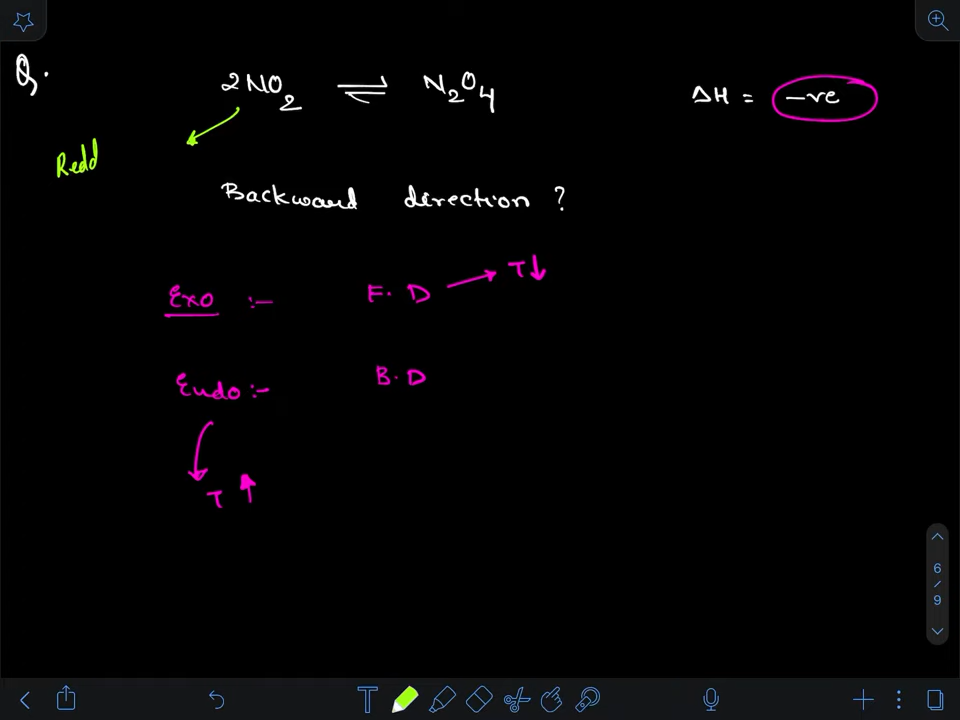 Q.
2NO2 ⇌ N2O4 ΔH = -ve
Redd
Backward direction ?
Exo :- F.D → T↓
Endo :- B.D
T ↑
6
/
9
T